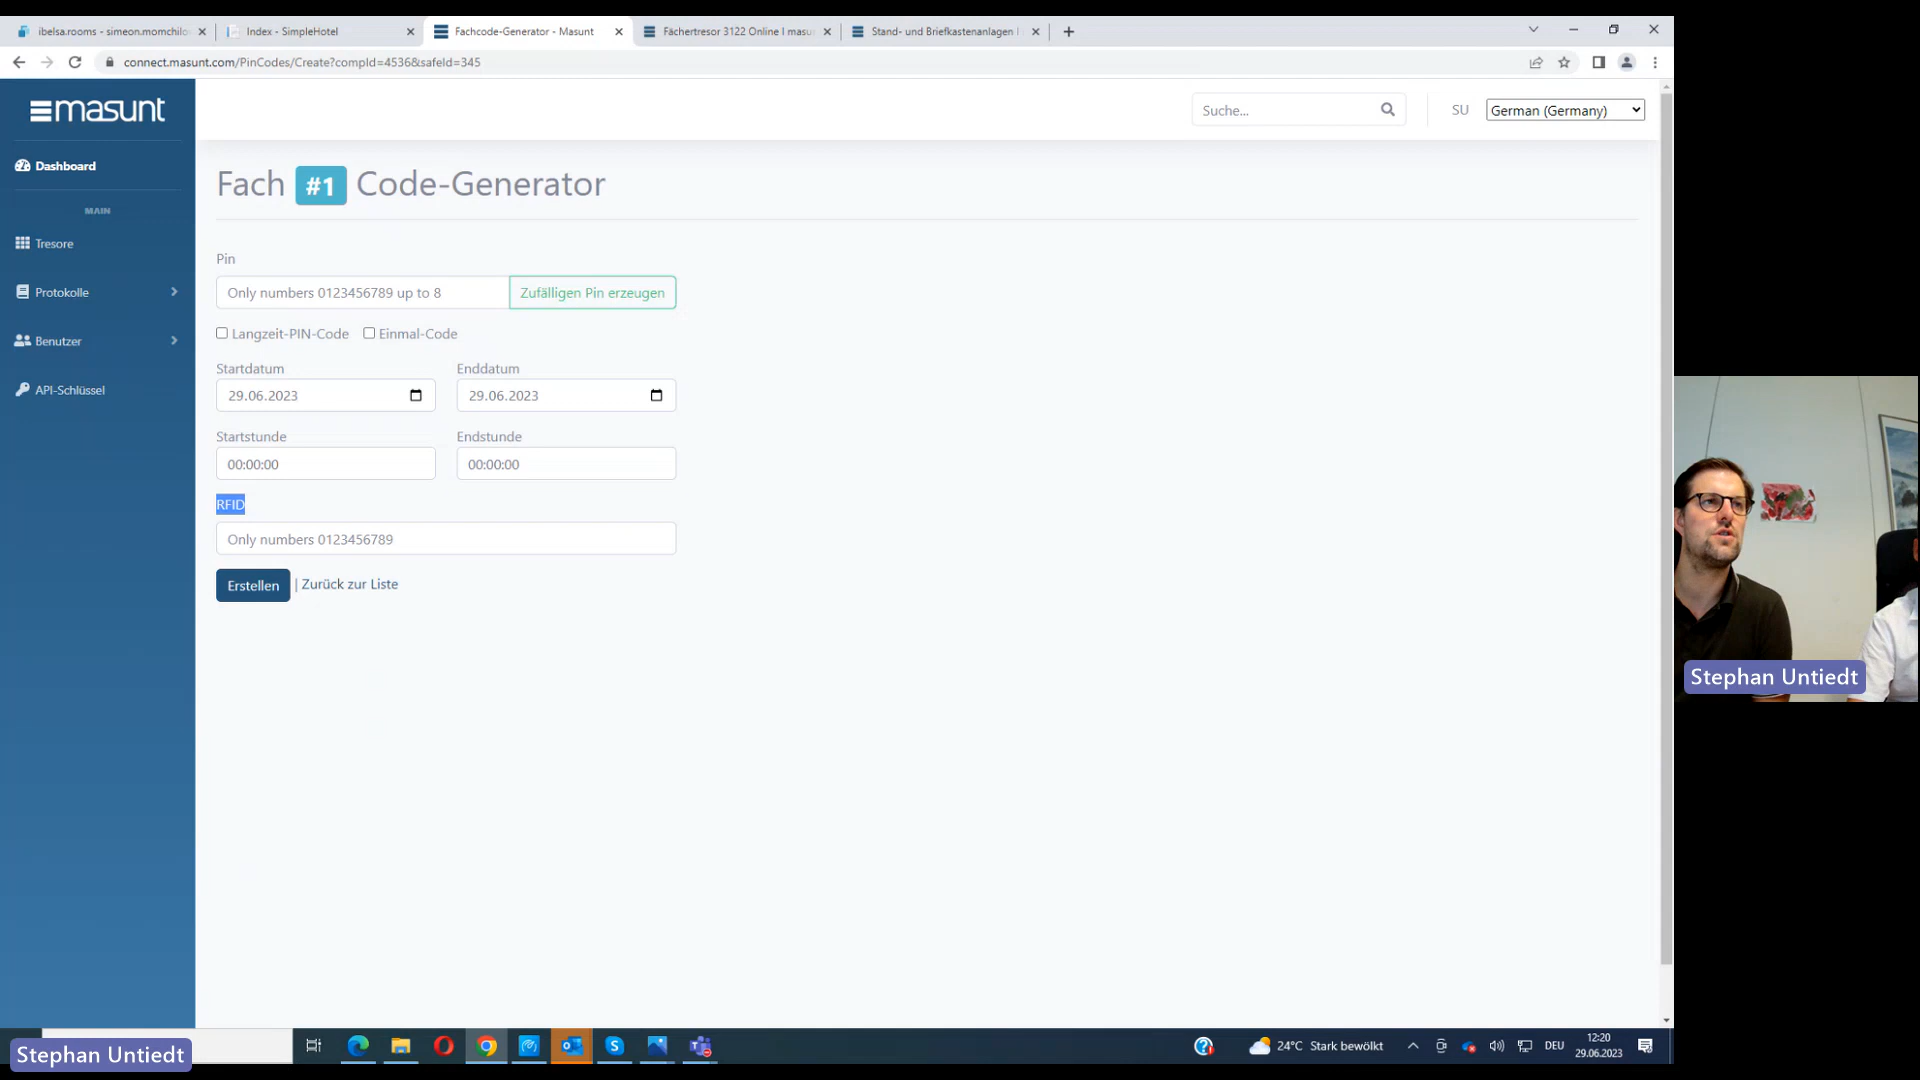 ibelsa.rooms - simeon.momchilo
Index - SimpleHotel
Fachcode-Generator - Masunt
Fächertresor 3122 Online I masu
Stand- und Briefkastenanlagen
connect.masunt.com/PinCodes/Create?compId=4536&safeId=345
masunt
Suche...
SU
German (Germany)
Dashboard
MAIN
Tresore
Protokolle
Benutzer
API-Schlüssel
Fach #1 Code-Generator
Pin
Only numbers 0123456789 up to 8
Zufälligen Pin erzeugen
Langzeit-PIN-Code
Einmal-Code
Startdatum
Enddatum
29.06.2023
29.06.2023
Startstunde
Endstunde
00:00:00
00:00:00
RFID
Only numbers 0123456789
Erstellen | Zurück zur Liste
Stephan Untiedt
Stephan Untiedt
24°C Stark bewölkt
DEU
12:20
29.06.2023